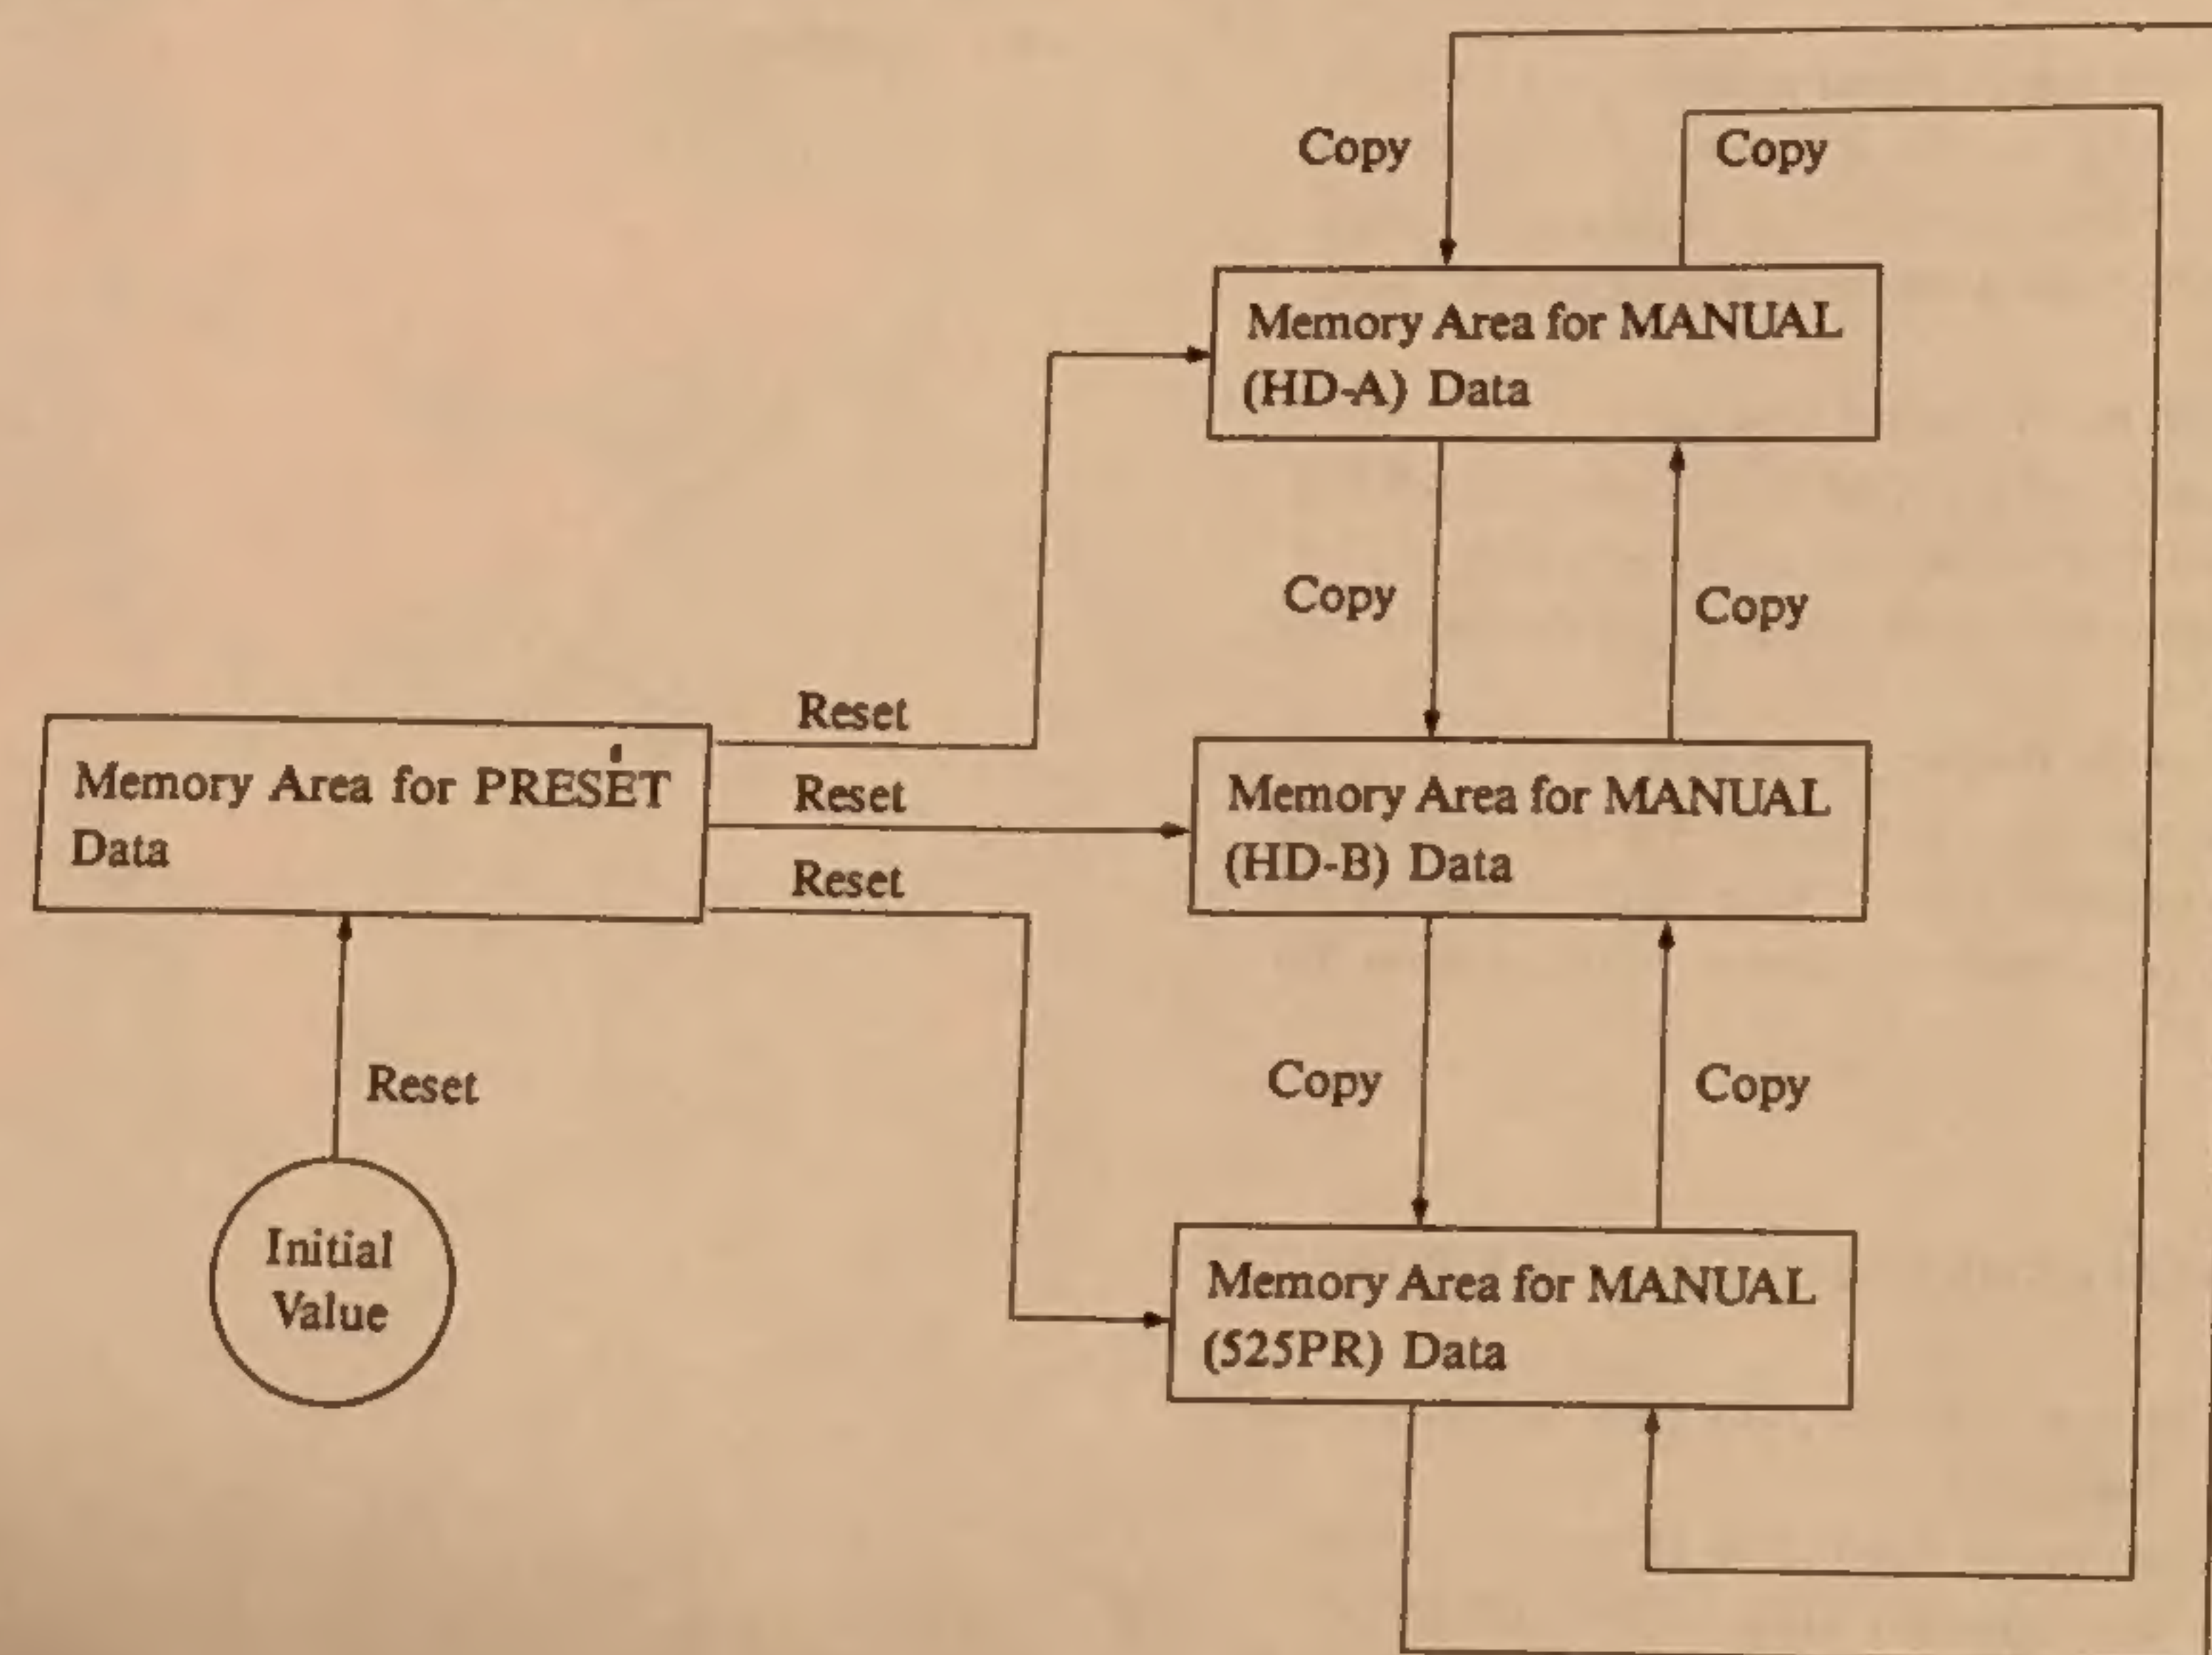 Copy
Copy
Memory Area for MANUAL
(HD-A) Data
Copy
Copy
Reset
Memory Area for PRESET
Data
Reset
Reset
Memory Area for MANUAL
(HD-B) Data
Reset
Copy
Copy
Initial
Value
Memory Area for MANUAL
(525PR) Data